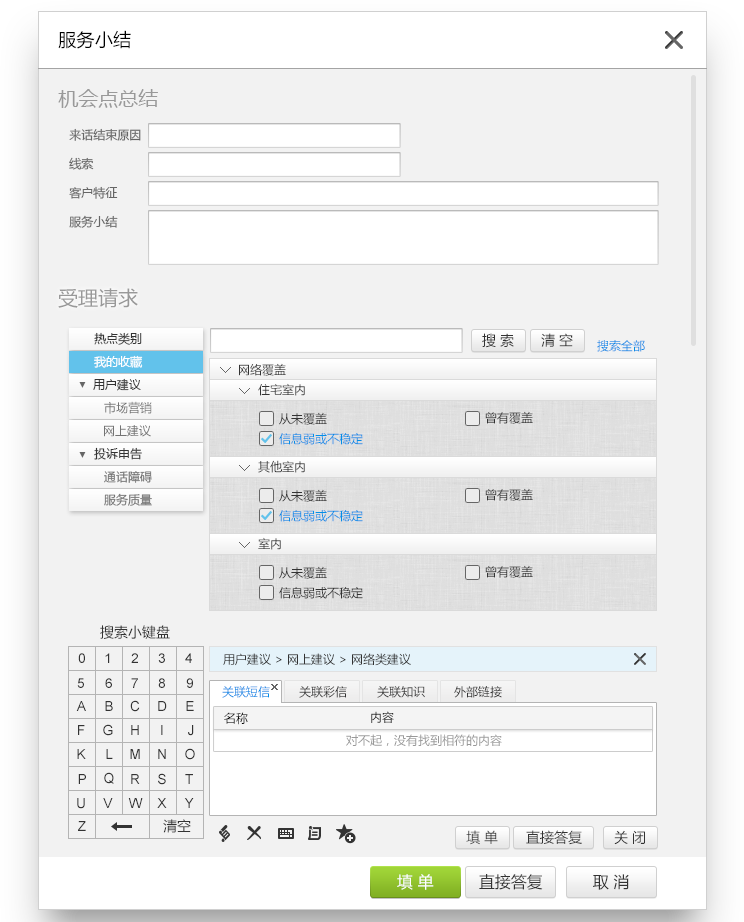 服务小结
机会点总结
来话结束原因
线索
客户特征
服务小结
受理请求
热点类别
我的收藏
用户建议
市场营销
网上建议
投诉申告
通话障碍
服务质量
搜 索 清 空 搜索全部
网络覆盖
住宅室内
从未覆盖 曾有覆盖
信息弱或不稳定
其他室内
从未覆盖 曾有覆盖
信息弱或不稳定
室内
从未覆盖 曾有覆盖
信息弱或不稳定
搜索小键盘
0 1 2 3 4
5 6 7 8 9
A B C D E
F G H I J
K L M N O
P Q R S T
U V W X Y
Z 清空
用户建议 > 网上建议 > 网络类建议
关联短信 关联彩信 关联知识 外部链接
名称 内容
对不起，没有找到相符的内容
填 单 直接答复 关 闭
填 单 直接答复 取 消